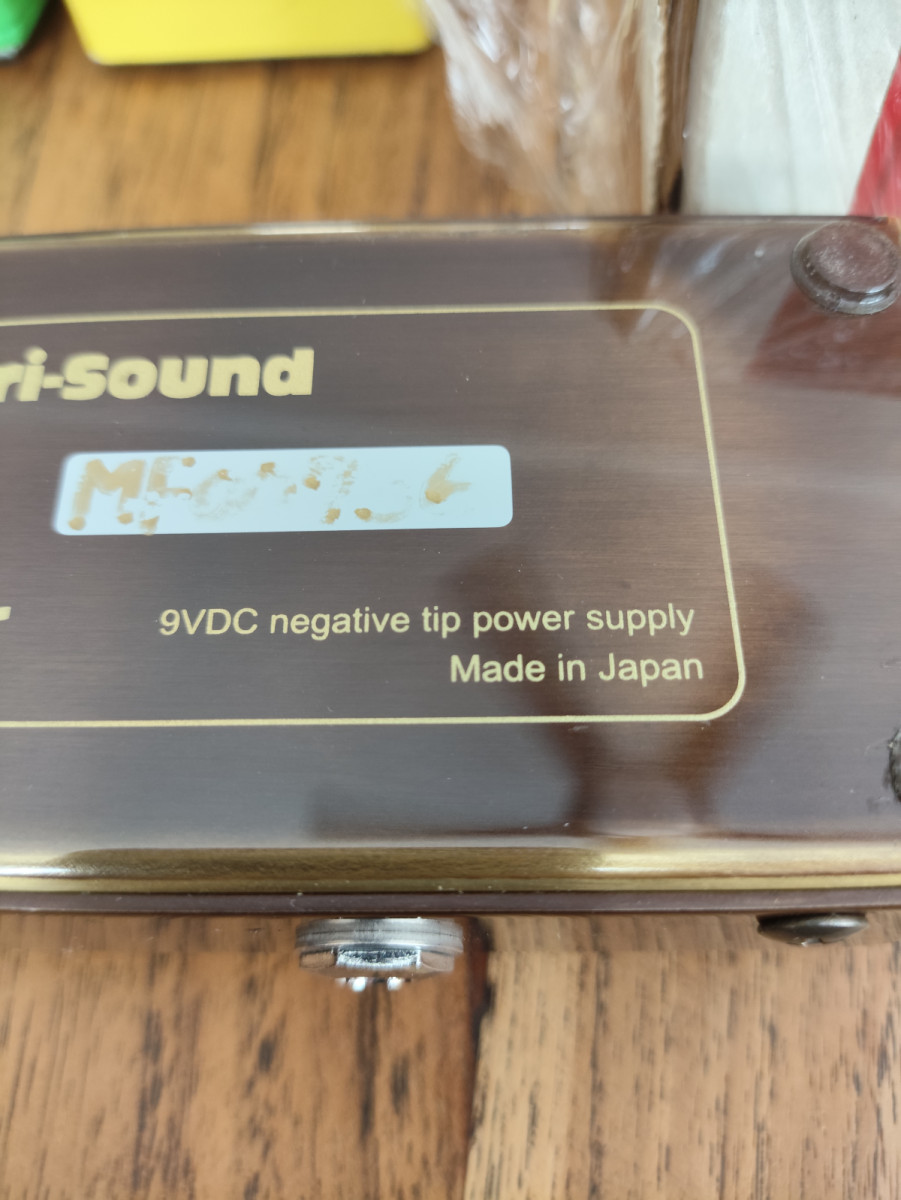 ri-Sound
9VDC negative tip power supply
Made in Japan